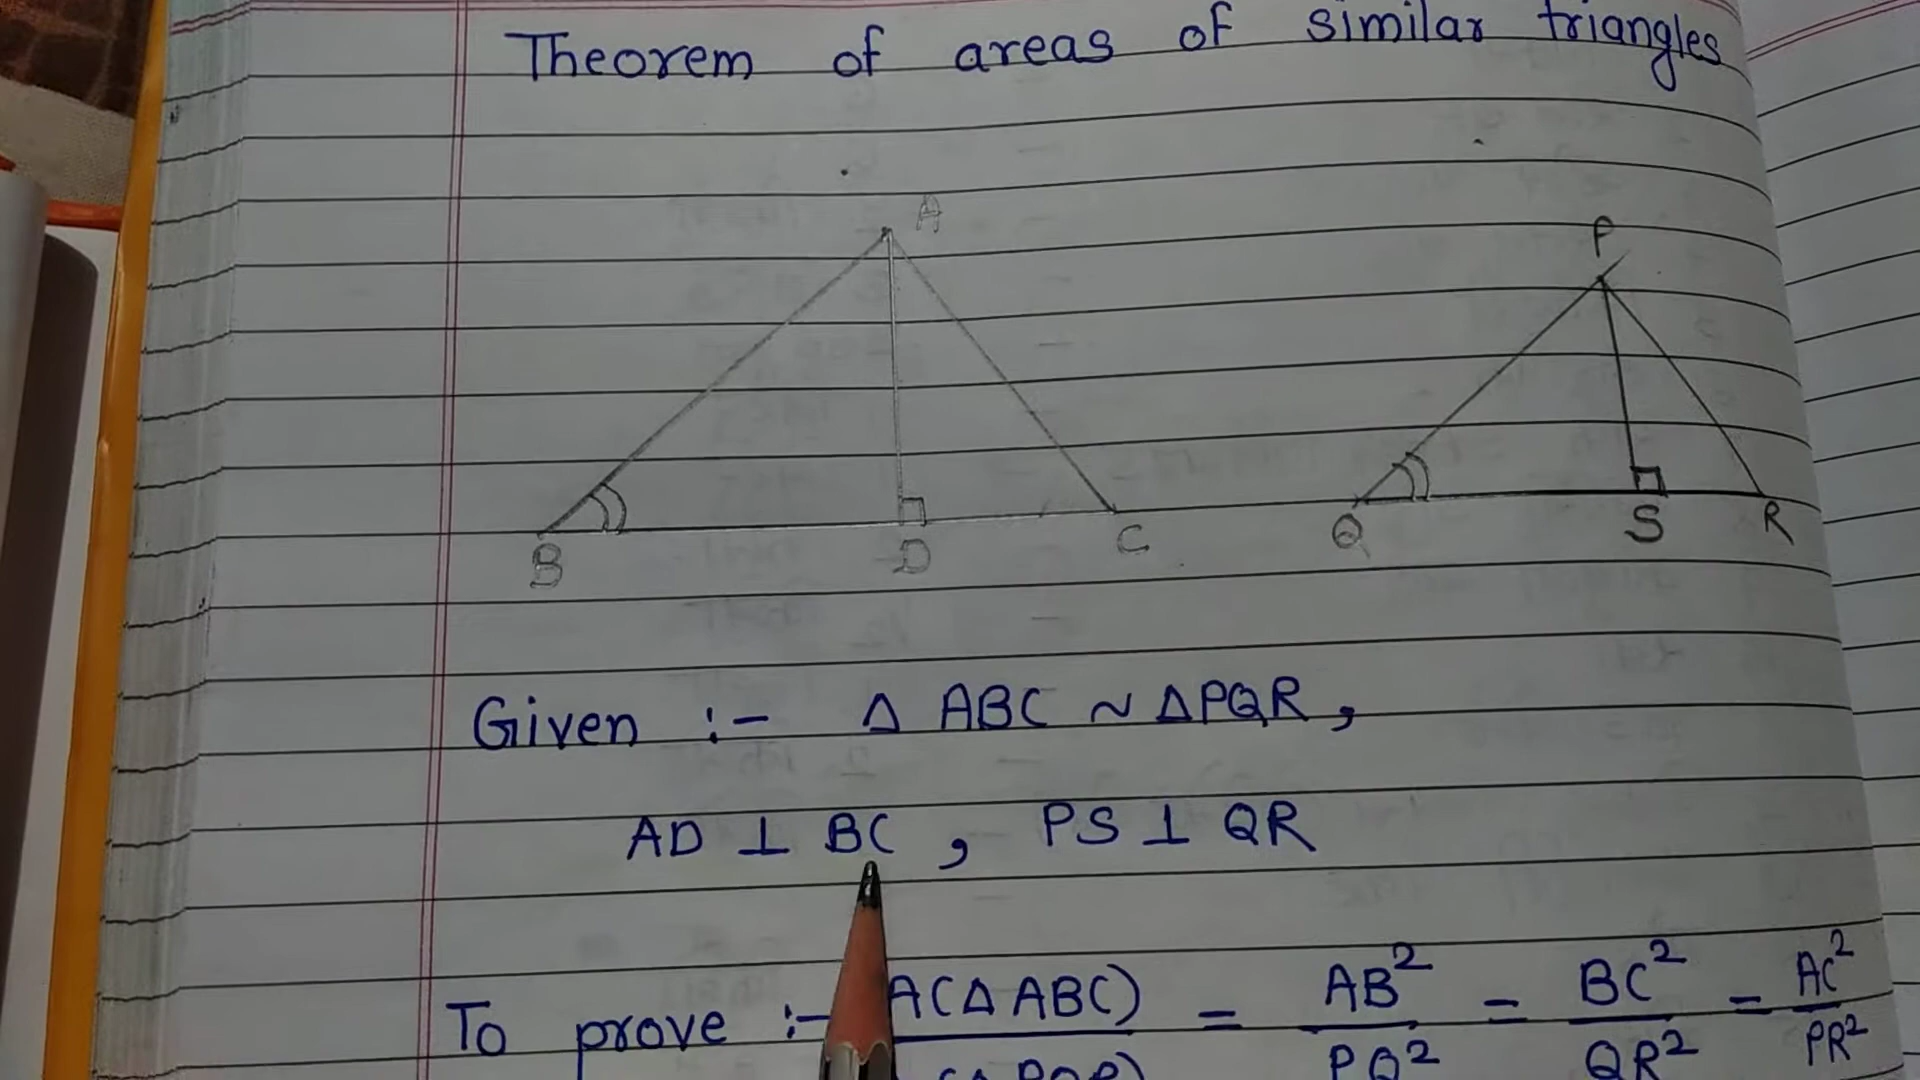 Theorem of areas of similar triangles
A
P
B D C Q S R
Given :- Δ ABC ~ ΔPQR,
AD ⊥ BC , PS ⊥ QR
To prove :- A(Δ ABC) = AB² = BC² = AC²
PQ² QR² PR²